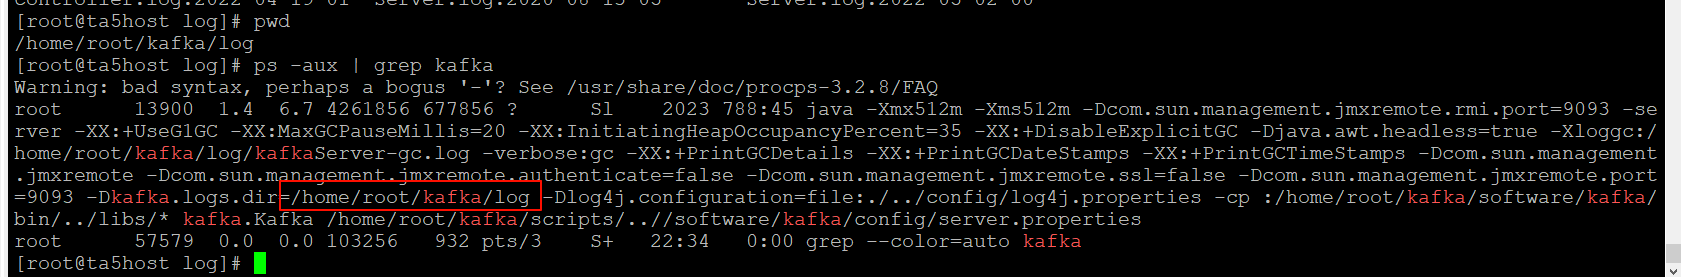 [root@ta5host log]# pwd
/home/root/kafka/log
[root@ta5host log]# ps -aux | grep kafka
Warning: bad syntax, perhaps a bogus '-'? See /usr/share/doc/procps-3.2.8/FAQ
root      13900  1.4  6.7 4261856 677856 ?      Sl    2023 788:45 java -Xmx512m -Xms512m -Dcom.sun.management.jmxremote.rmi.port=9093 -se
rver -XX:+UseG1GC -XX:MaxGCPauseMillis=20 -XX:InitiatingHeapOccupancyPercent=35 -XX:+DisableExplicitGC -Djava.awt.headless=true -Xloggc:/
home/root/kafka/log/kafkaServer-gc.log -verbose:gc -XX:+PrintGCDetails -XX:+PrintGCDateStamps -XX:+PrintGCTimeStamps -Dcom.sun.management
.jmxremote -Dcom.sun.management.jmxremote.authenticate=false -Dcom.sun.management.jmxremote.ssl=false -Dcom.sun.management.jmxremote.port
=9093 -Dkafka.logs.dir=/home/root/kafka/log -Dlog4j.configuration=file:./../config/log4j.properties -cp :/home/root/kafka/software/kafka/
bin/../libs/* kafka.Kafka /home/root/kafka/scripts/..//software/kafka/config/server.properties
root      57579  0.0  0.0 103256   932 pts/3    S+   22:34   0:00 grep --color=auto kafka
[root@ta5host log]#